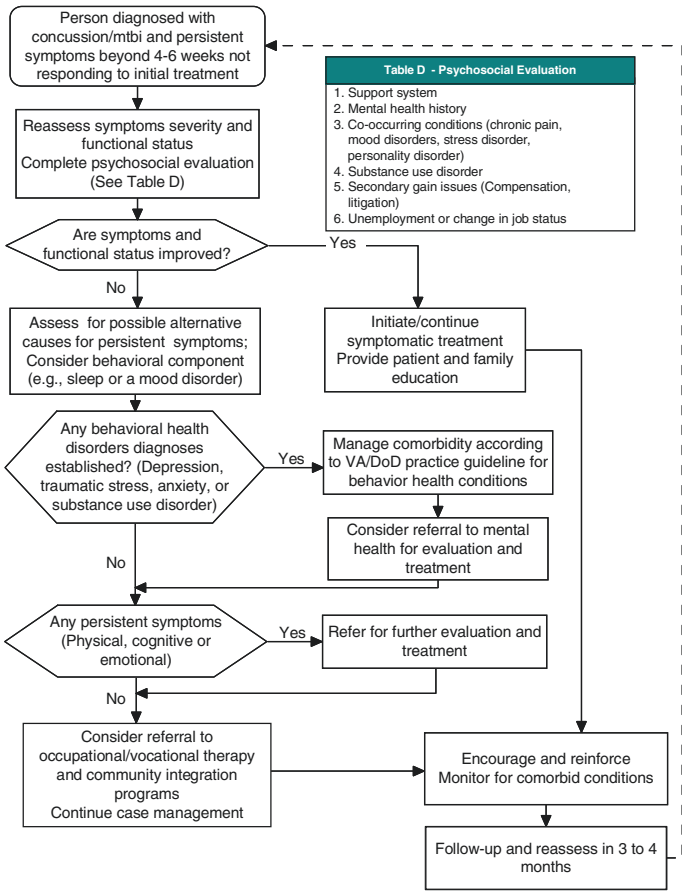 Person diagnosed with
concussion/mtbi and persistent
symptoms beyond 4-6 weeks not
responding to initial treatment
Table D - Psychosocial Evaluation
1. Support system
2. Mental health history
3. Co-occurring conditions (chronic pain,
mood disorders, stress disorder,
personality disorder)
4. Substance use disorder
5. Secondary gain issues (Compensation,
litigation)
6. Unemployment or change in job status
Reassess symptoms severity and
functional status
Complete psychosocial evaluation
(See Table D)
Are symptoms and
functional status improved?
Yes
No
Assess for possible alternative
causes for persistent symptoms;
Consider behavioral component
(e.g., sleep or a mood disorder)
Initiate/continue
symptomatic treatment
Provide patient and family
education
Any behavioral health
disorders diagnoses
established? (Depression,
traumatic stress, anxiety, or
substance use disorder)
Yes
Manage comorbidity according
to VA/DoD practice guideline for
behavior health conditions
Consider referral to mental
health for evaluation and
treatment
No
Any persistent symptoms
(Physical, cognitive or
emotional)
Yes
Refer for further evaluation and
treatment
No
Consider referral to
occupational/vocational therapy
and community integration
programs
Continue case management
Encourage and reinforce
Monitor for comorbid conditions
Follow-up and reassess in 3 to 4
months